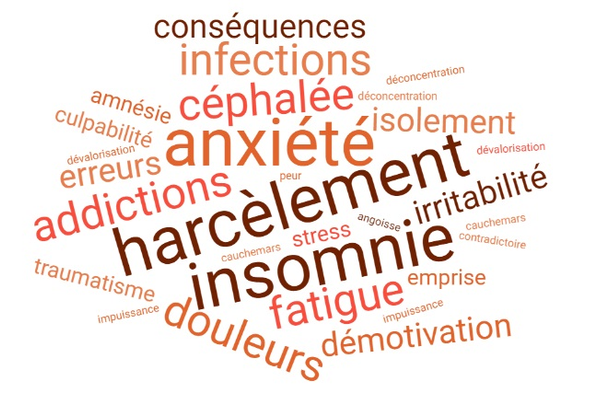 conséquences
infections
déconcentration
amnésie
céphalée
déconcentration
culpabilité
anxiété
isolement
dévalorisation
dévalorisation
erreurs
peur
addictions
harcèlement
irritabilité
angoisse
cauchemars
stress
contradictoire
cauchemars
insomnie
traumatisme
emprise
fatigue
impuissance
impuissance
douleurs
démotivation